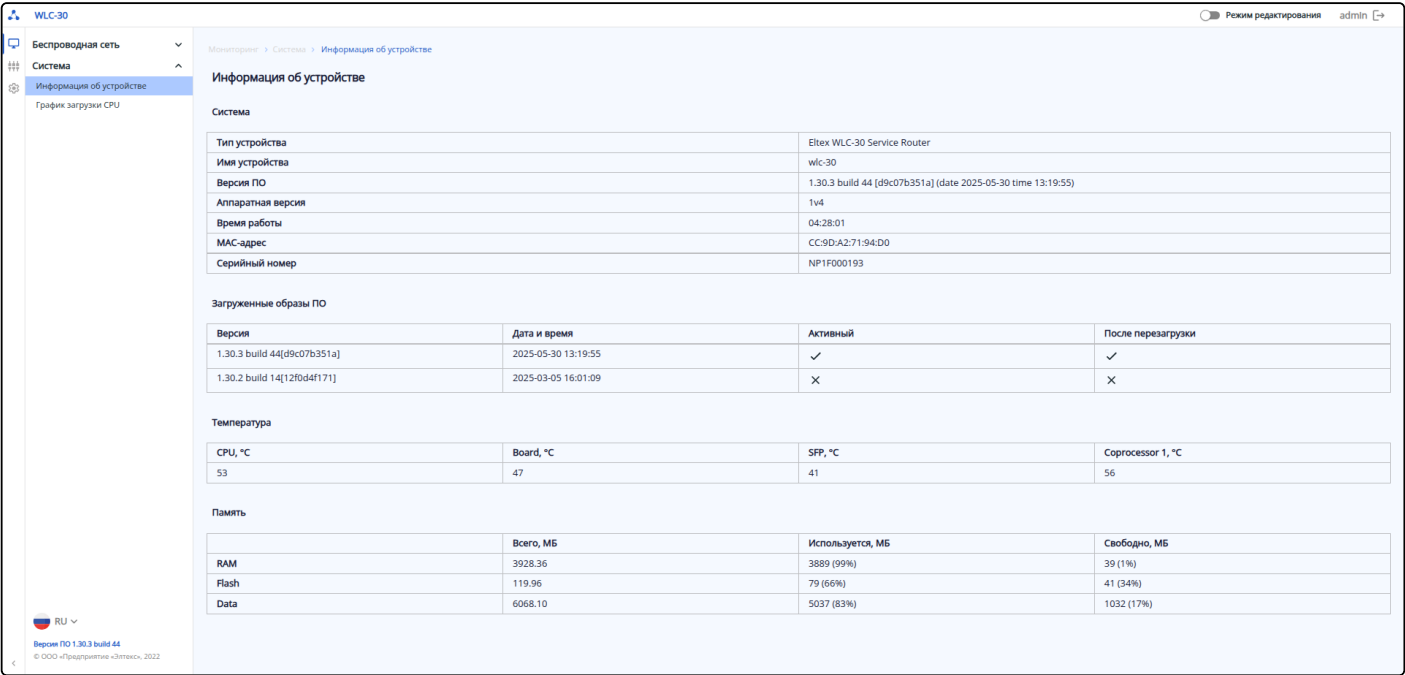 WLC-30
Режим редактирования admin
Беспроводная сеть
Система
Информация об устройстве
График загрузки CPU
Мониторинг Система Информация об устройстве
Информация об устройстве
Система
Тип устройства Eltex WLC-30 Service Router
Имя устройства wlc-30
Версия ПО 1.30.3 build 44 [d9c07b351a] (date 2025-05-30 time 13:19:55)
Аппаратная версия 1v4
Время работы 04:28:01
MAC-адрес CC:9D:A2:71:94:D0
Серийный номер NP1F000193
Загруженные образы ПО
Версия Дата и время Активный После перезагрузки
1.30.3 build 44[d9c07b351a] 2025-05-30 13:19:55
1.30.2 build 14[12f0d4f171] 2025-03-05 16:01:09
Температура
CPU, °C Board, °C SFP, °C Coprocessor 1, °C
53 47 41 56
Память
Всего, МБ Используется, МБ Свободно, МБ
RAM 3928.36 3889 (99%) 39 (1%)
Flash 119.96 79 (66%) 41 (34%)
Data 6068.10 5037 (83%) 1032 (17%)
RU
Версия ПО 1.30.3 build 44
© ООО «Предприятие «Элтекс», 2022